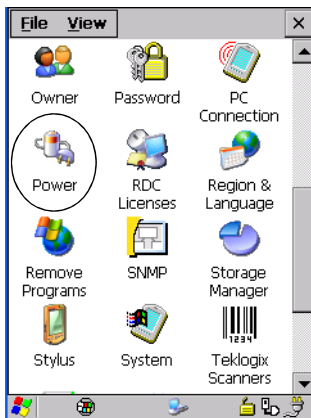 File View
Owner Password PC Connection
Power RDC Licenses Region & Language
Remove Programs SNMP Storage Manager
Stylus System Teklogix Scanners
1234